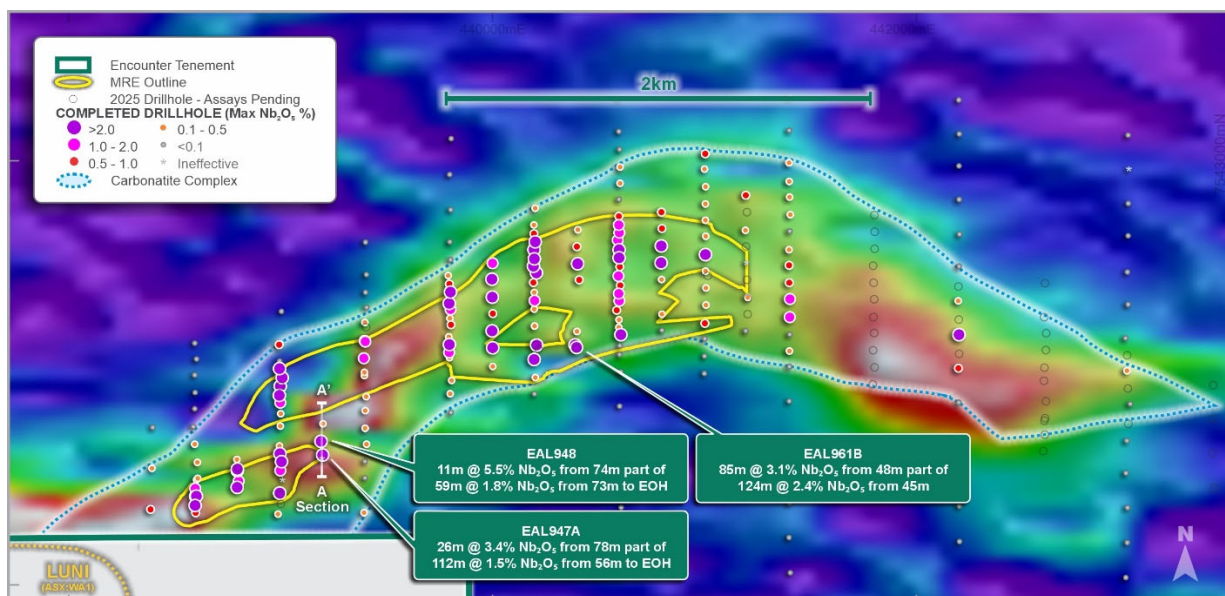 440000mE
442000mE
Encounter Tenement
MRE Outline
2025 Drillhole - Assays Pending
COMPLETED DRILLHOLE (Max Nb₂O₅ %)
>2.0
0.1 - 0.5
1.0 - 2.0
<0.1
0.5 - 1.0
Ineffective
Carbonatite Complex
2km
A'
A
Section
EAL948
11m @ 5.5% Nb₂O₅ from 74m part of
59m @ 1.8% Nb₂O₅ from 73m to EOH
EAL961B
85m @ 3.1% Nb₂O₅ from 48m part of
124m @ 2.4% Nb₂O₅ from 45m
EAL947A
26m @ 3.4% Nb₂O₅ from 78m part of
112m @ 1.5% Nb₂O₅ from 56m to EOH
LUNI
(ASX:WA1)
N